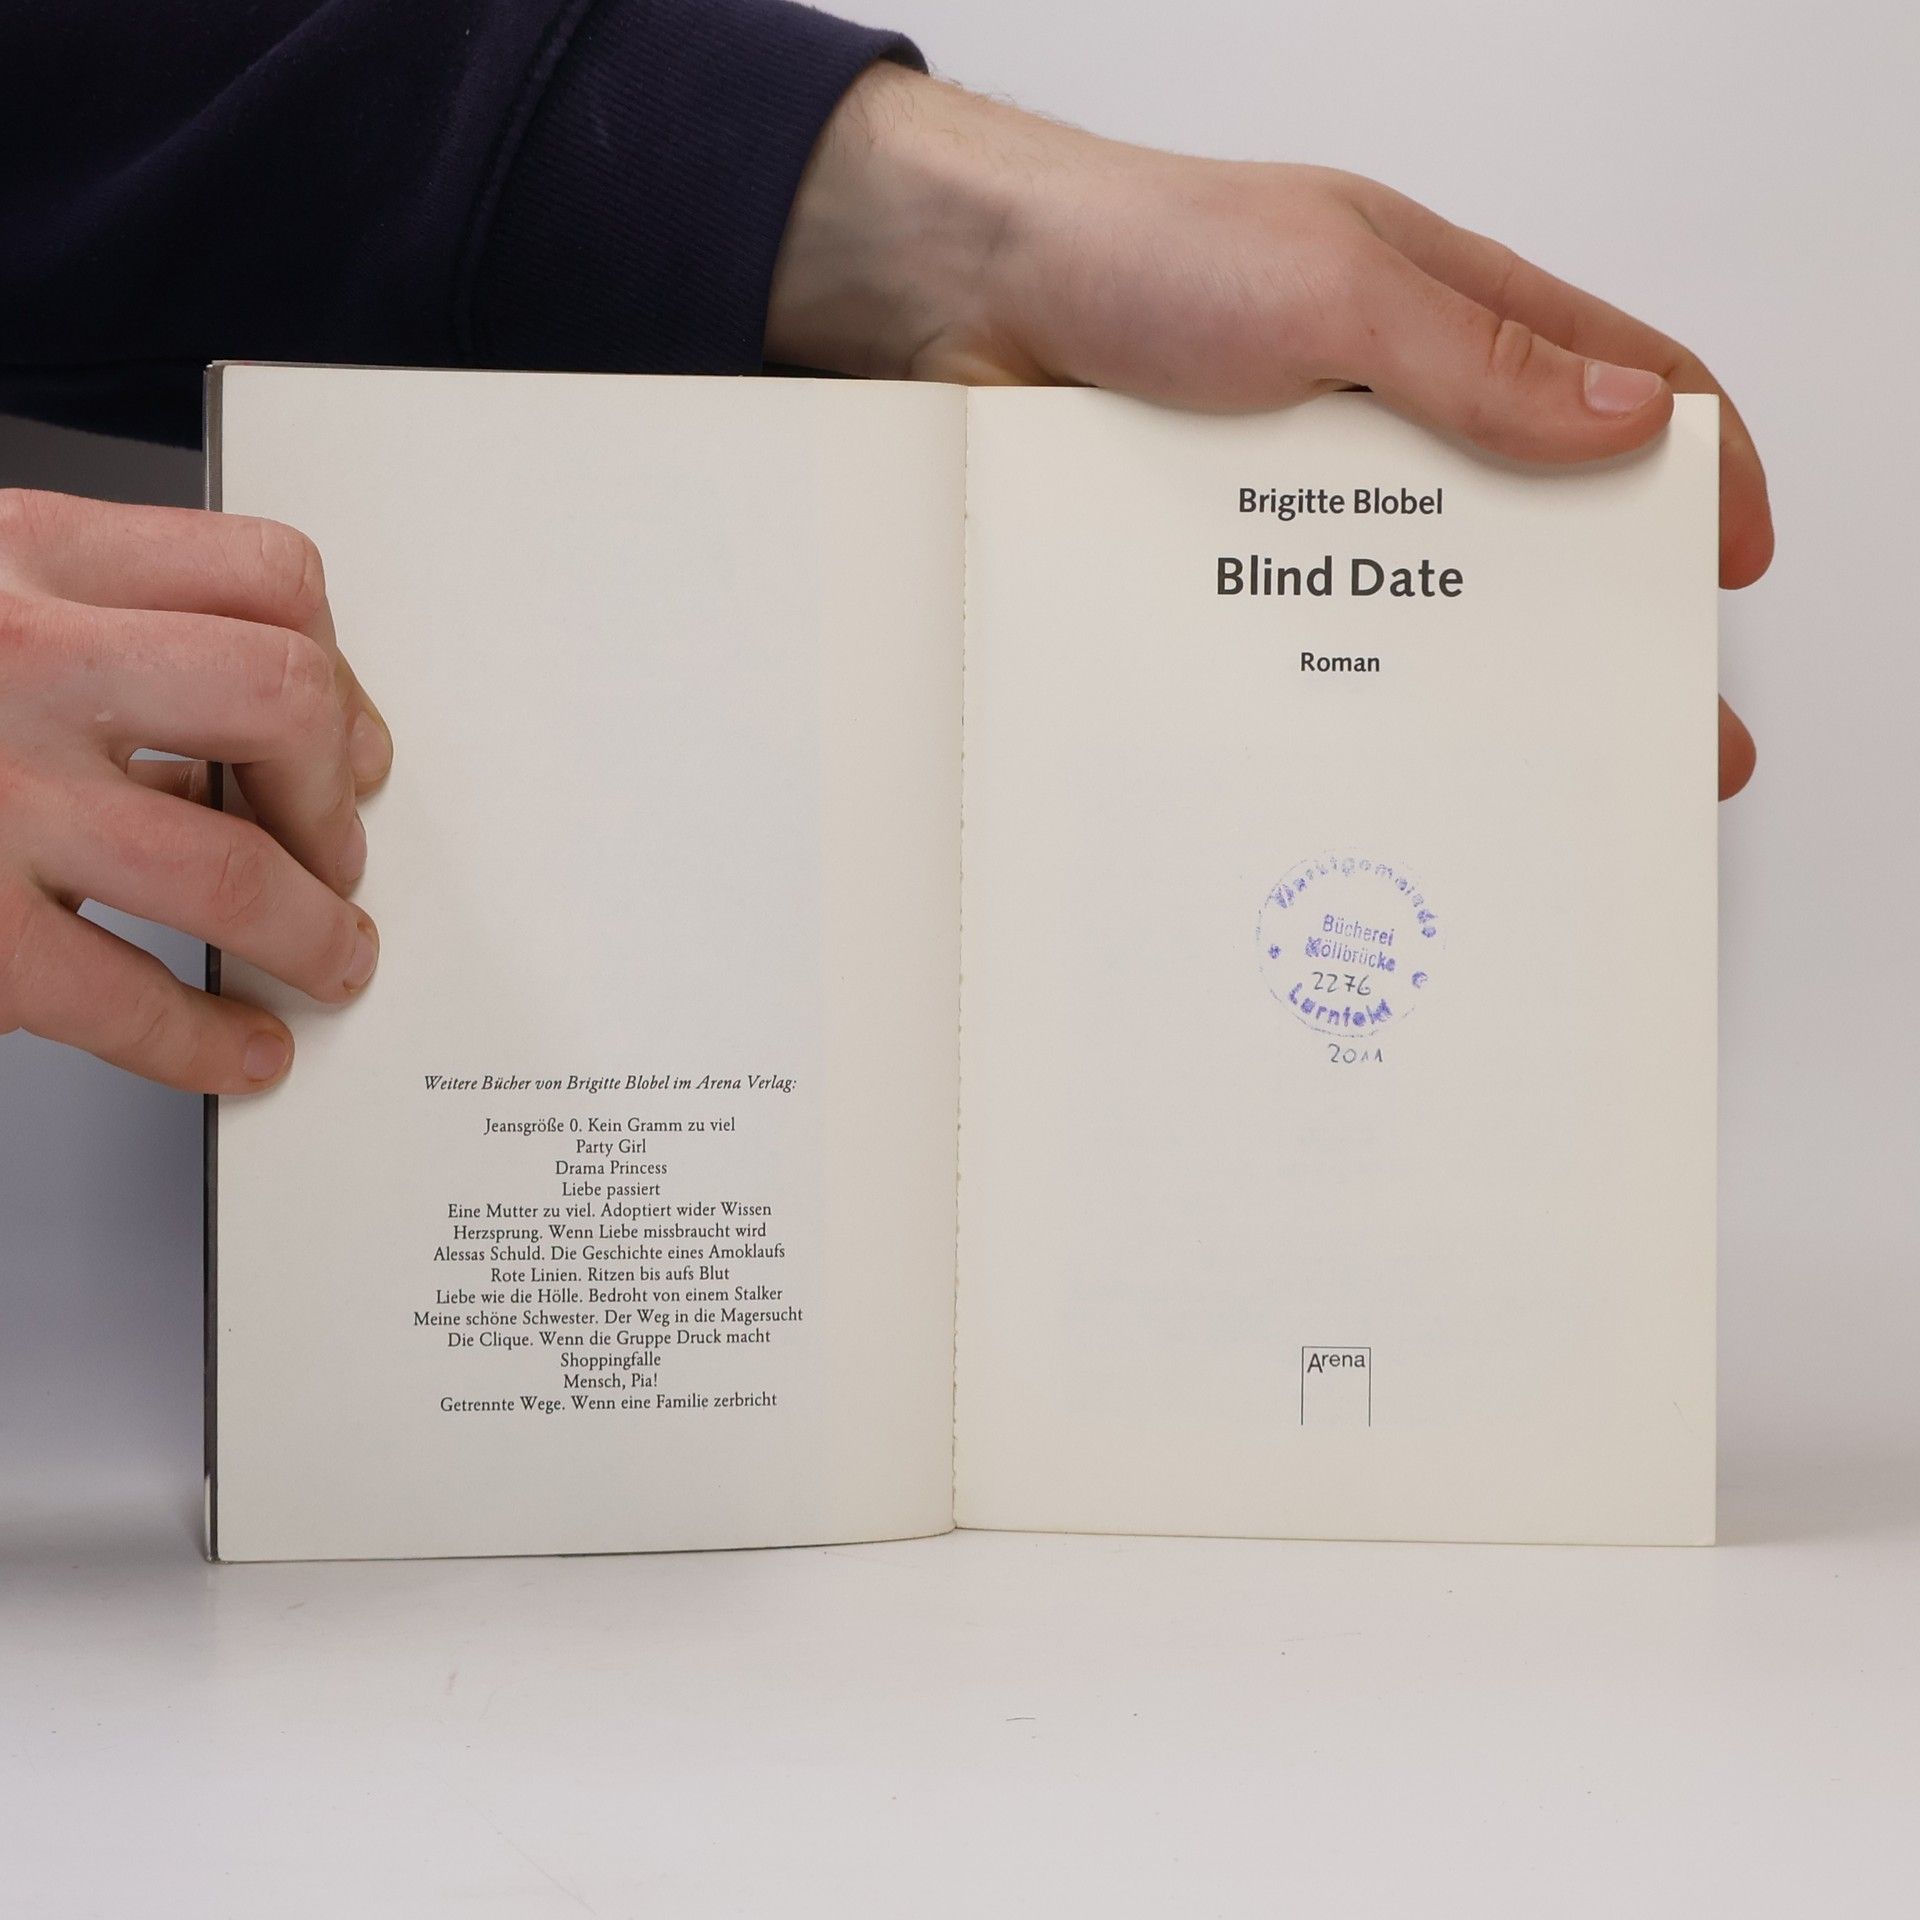 Weitere Bücher von Brigitte Blobel im Arena Verlag:
Jeansgröße 0. Kein Gramm zu viel
Party Girl
Drama Princess
Liebe passiert
Eine Mutter zu viel. Adoptiert wider Wissen
Herzsprung. Wenn Liebe missbraucht wird
Alessas Schuld. Die Geschichte eines Amoklaufs
Rote Linien. Ritzen bis aufs Blut
Liebe wie die Hölle. Bedroht von einem Stalker
Meine schöne Schwester. Der Weg in die Magersucht
Die Clique. Wenn die Gruppe Druck macht
Shoppingfalle
Mensch, Pia!
Getrennte Wege. Wenn eine Familie zerbricht
Brigitte Blobel
Blind Date
Roman
Marktgemeinde
Bücherei
Möllbrücke
2276
Lurnfeld
2011
Arena